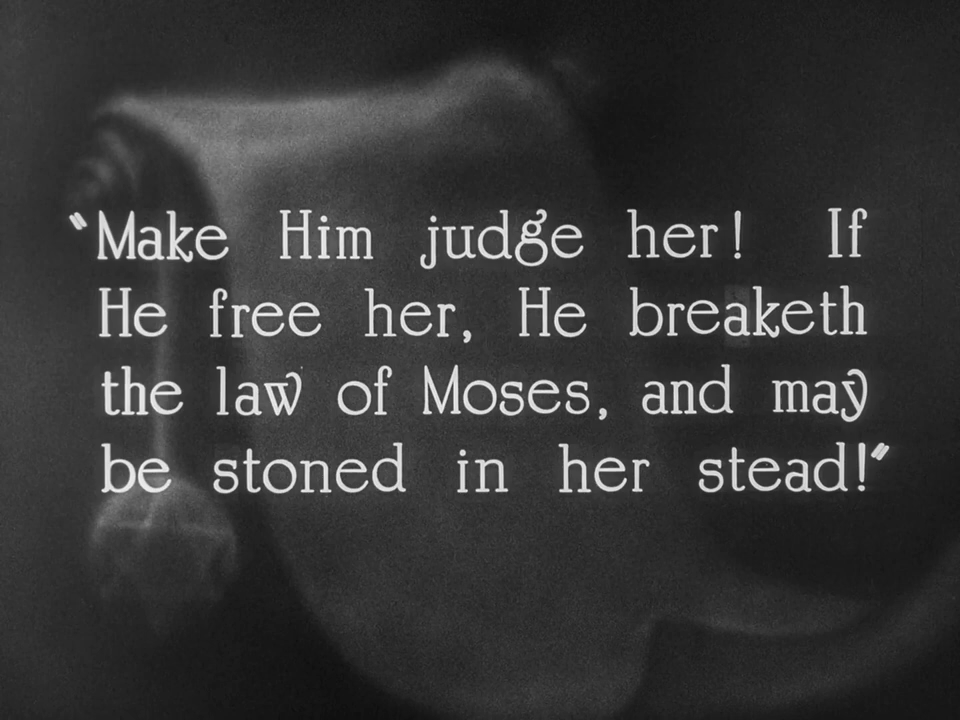 "Make Him judge her! If
He free her, He breaketh
the law of Moses, and may
be stoned in her stead!"